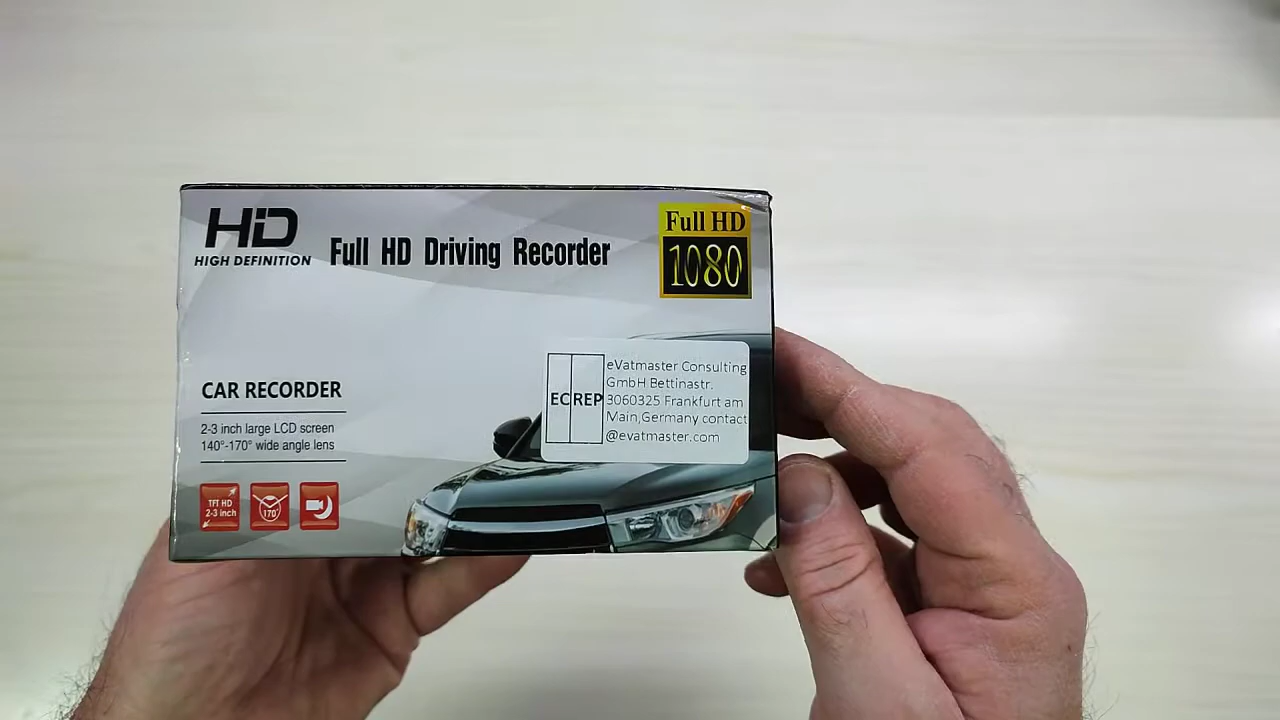 HD
HIGH DEFINITION
Full HD Driving Recorder
Full HD
1080
CAR RECORDER
2-3 inch large LCD screen
140°-170° wide angle lens
TFT HD
2-3 inch
170°
EC REP
eVatmaster Consulting
GmbH Bettinastr.
3060325 Frankfurt am
Main,Germany contact
@evatmaster.com